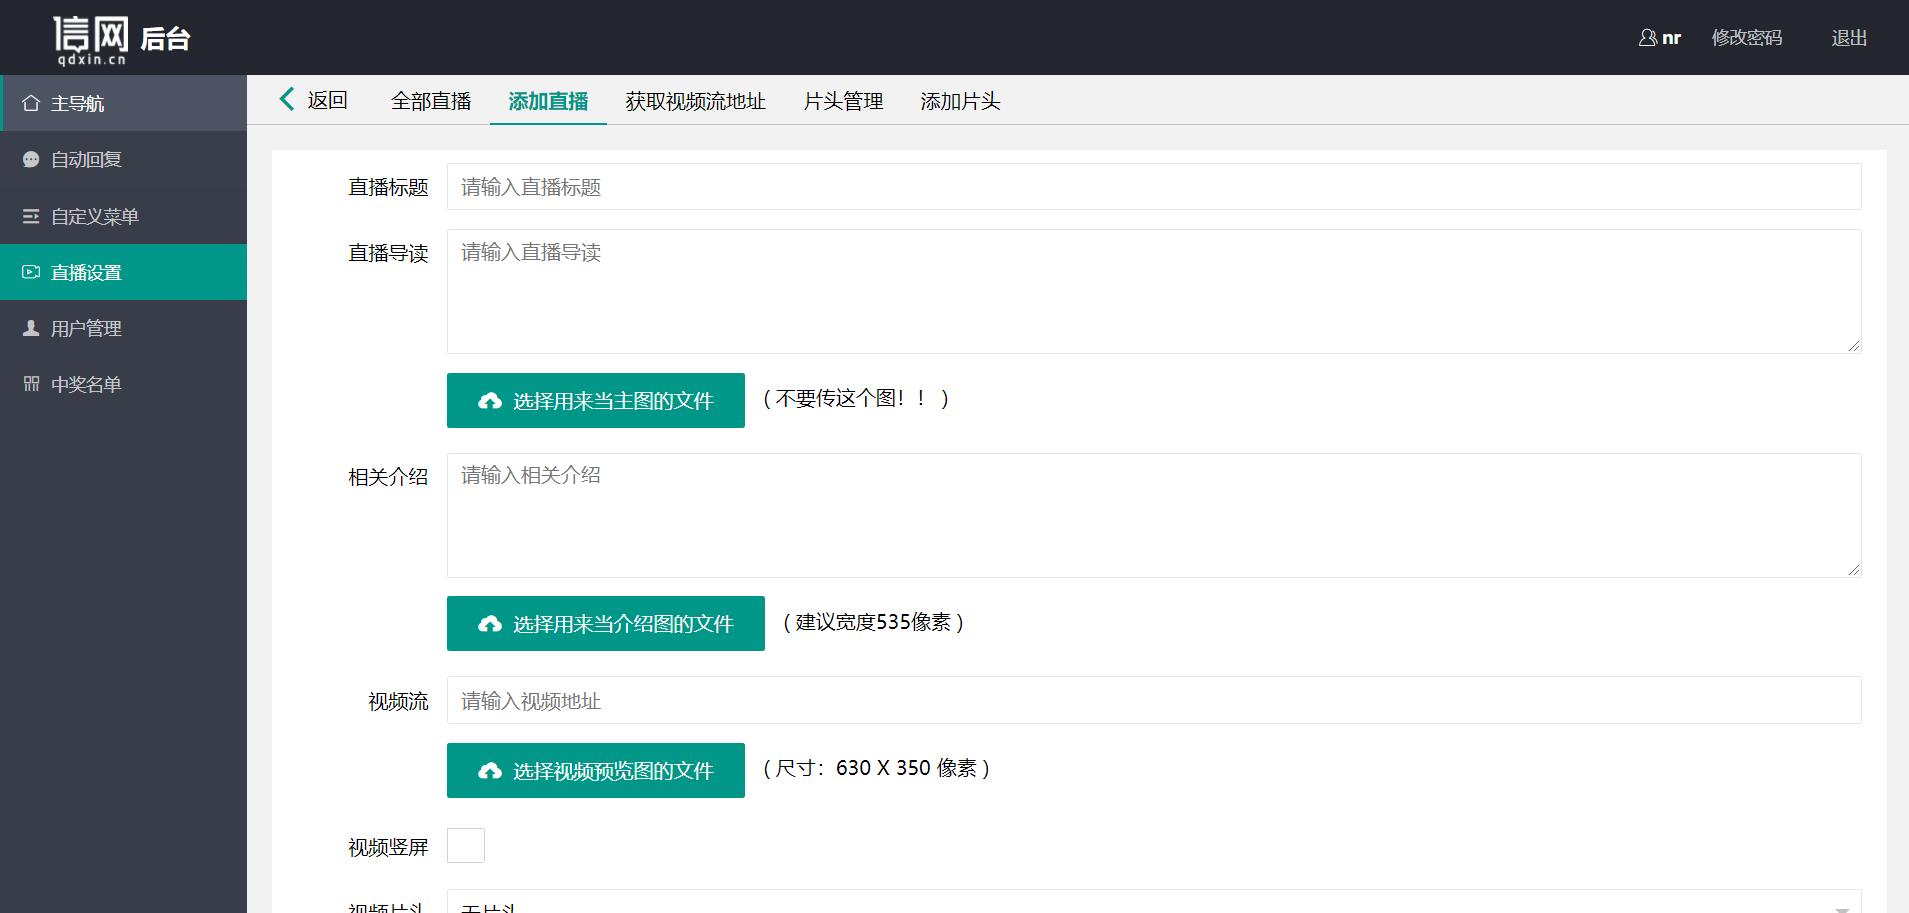 信网 后台
qdxin.cn
nr 修改密码 退出
主导航
自动回复
自定义菜单
直播设置
用户管理
中奖名单
返回 全部直播 添加直播 获取视频流地址 片头管理 添加片头
直播标题 请输入直播标题
直播导读 请输入直播导读
选择用来当主图的文件 ( 不要传这个图！！ )
相关介绍 请输入相关介绍
选择用来当介绍图的文件 ( 建议宽度535像素 )
视频流 请输入视频地址
选择视频预览图的文件 ( 尺寸：630 X 350 像素 )
视频竖屏
视频片头 无片头